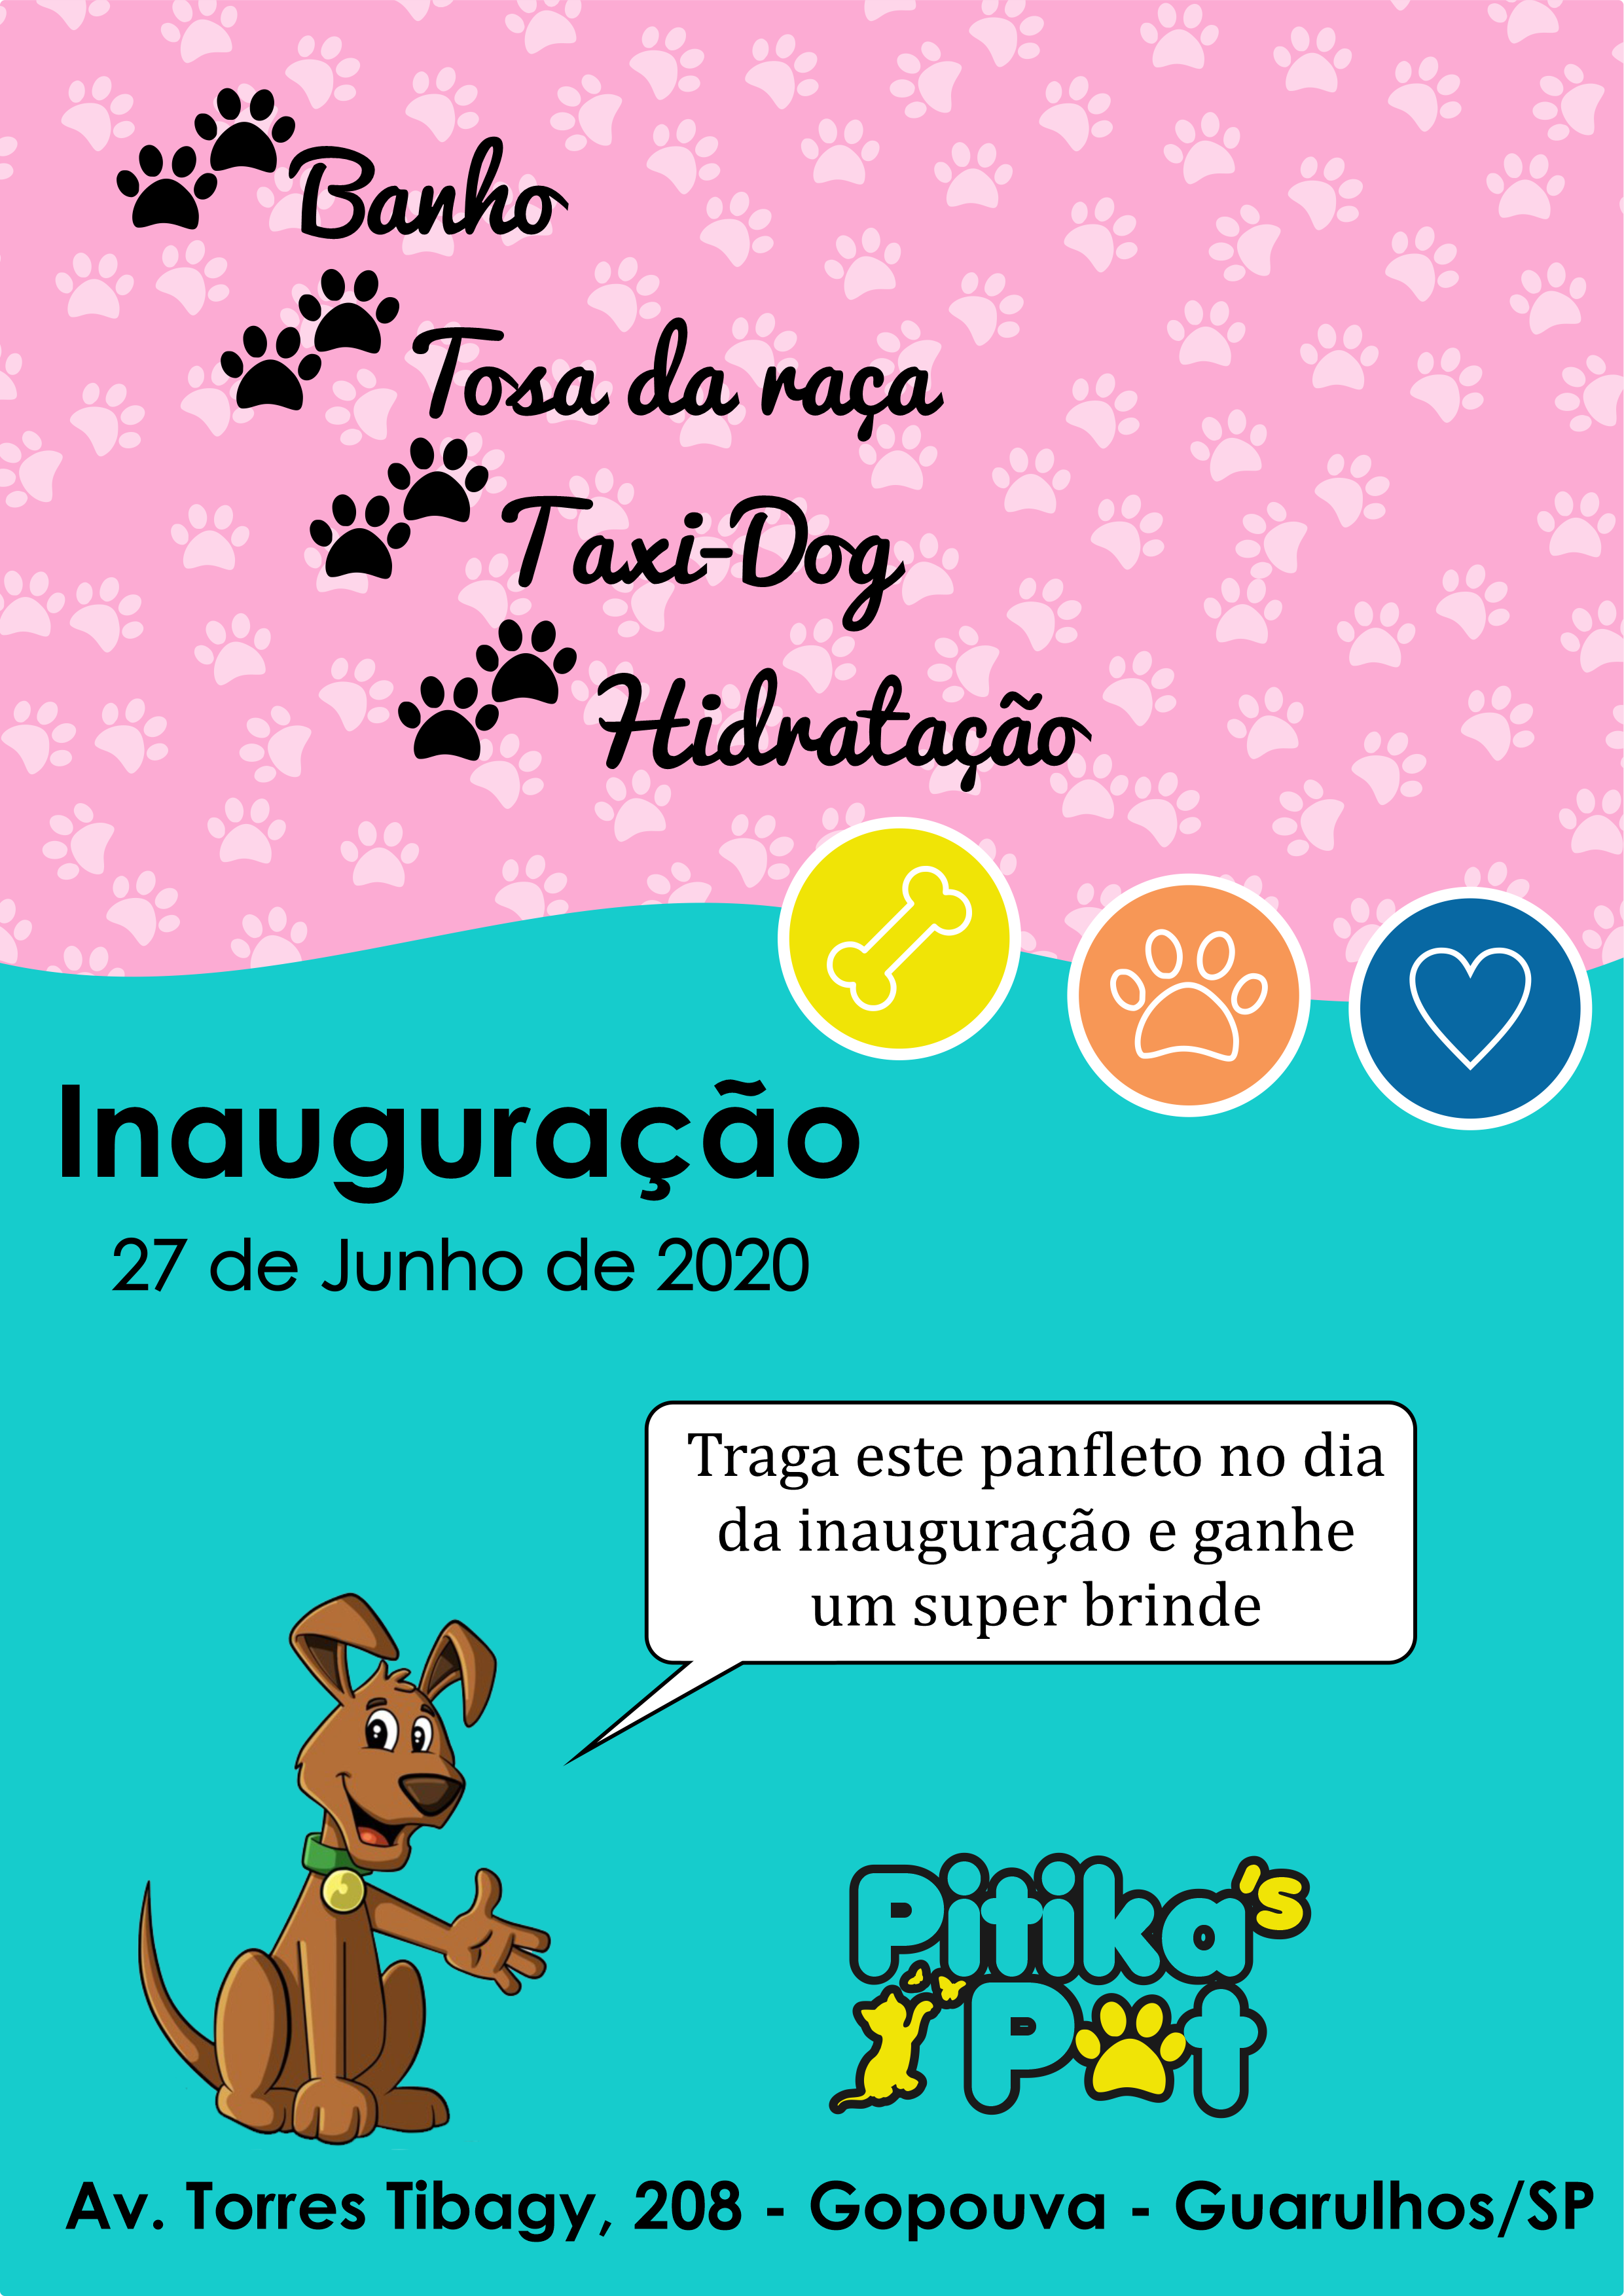 Banho
Tosa da raça
Taxi-Dog
Hidratação
Inauguração
27 de Junho de 2020
Traga este panfleto no dia
da inauguração e ganhe
um super brinde
Pitika's
Pet
Av. Torres Tibagy, 208 - Gopouva - Guarulhos/SP